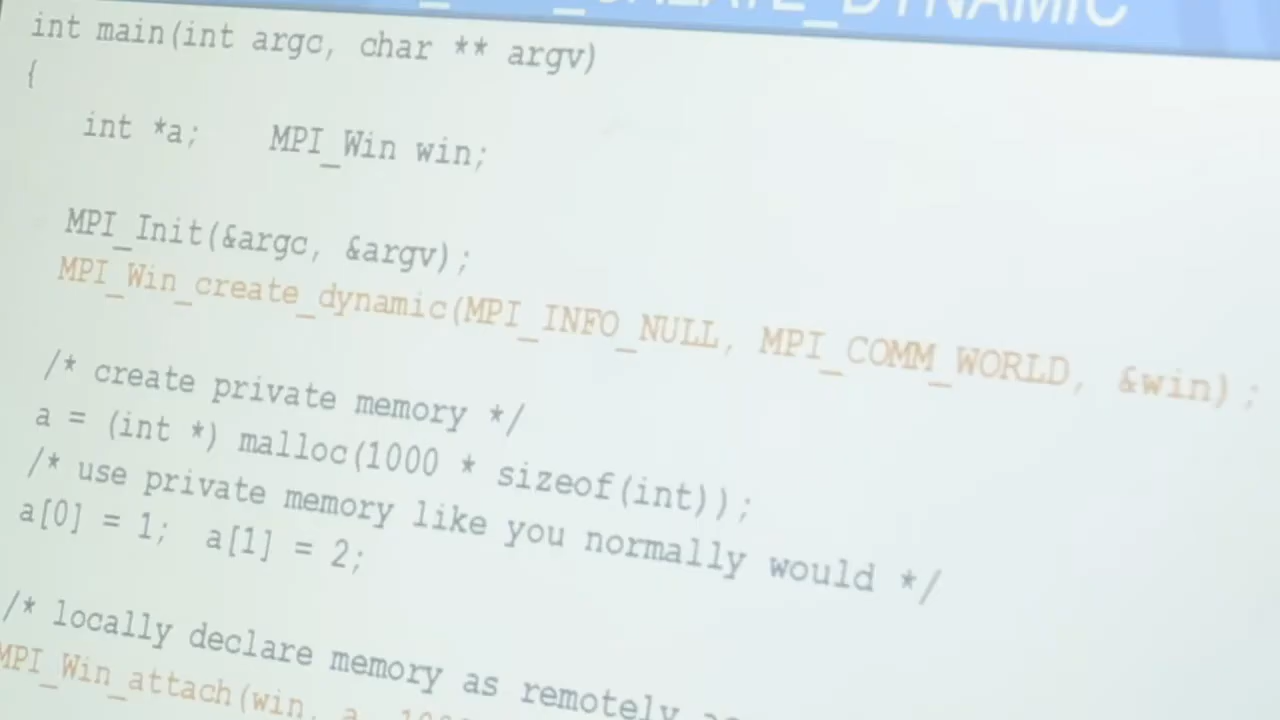 CREATE_DYNAMIC
int main(int argc, char ** argv)
{
int *a;    MPI_Win win;
MPI_Init(&argc, &argv);
MPI_Win_create_dynamic(MPI_INFO_NULL, MPI_COMM_WORLD, &win);
/* create private memory */
a = (int *) malloc(1000 * sizeof(int));
/* use private memory like you normally would */
a[0] = 1;  a[1] = 2;
/* locally declare memory as remotely
MPI_Win_attach(win, a,